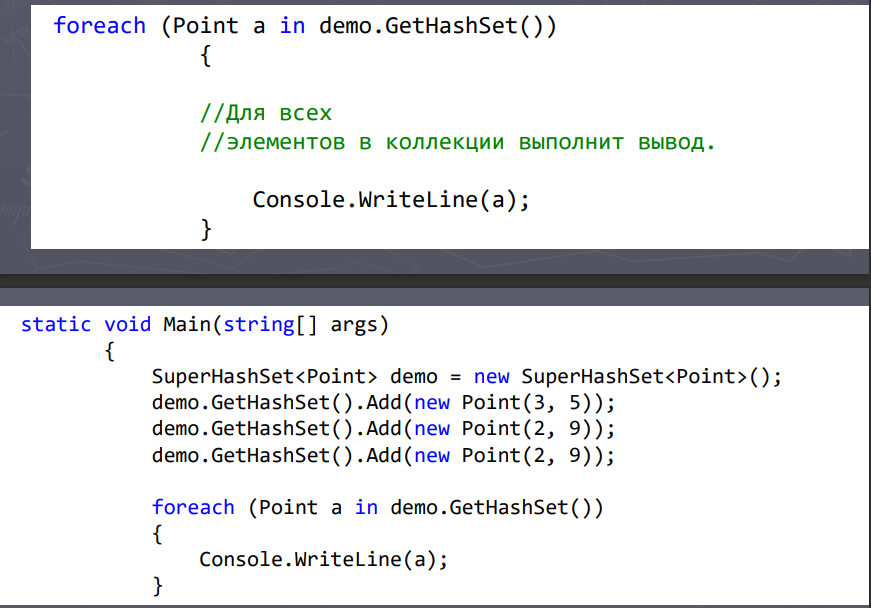 foreach (Point a in demo.GetHashSet())
{
//Для всех
//элементов в коллекции выполнит вывод.
Console.WriteLine(a);
}
static void Main(string[] args)
{
SuperHashSet<Point> demo = new SuperHashSet<Point>();
demo.GetHashSet().Add(new Point(3, 5));
demo.GetHashSet().Add(new Point(2, 9));
demo.GetHashSet().Add(new Point(2, 9));
foreach (Point a in demo.GetHashSet())
{
Console.WriteLine(a);
}